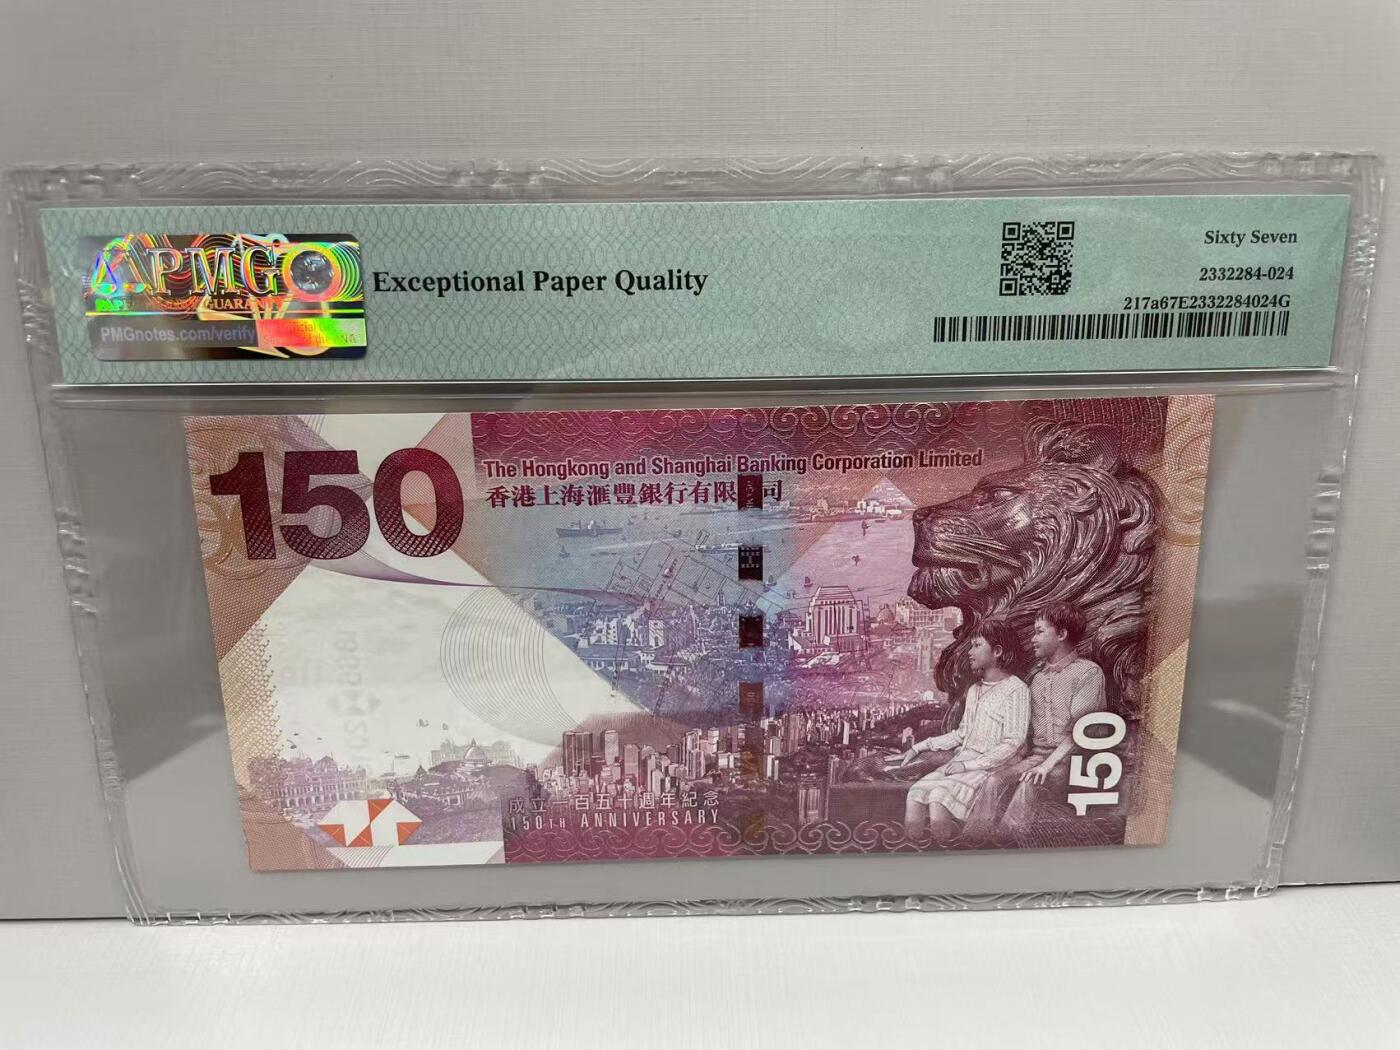 PMG
PMGnotes.com/verify
Exceptional Paper Quality
Sixty Seven
2332284-024
217a67E2332284024G
150
The Hongkong and Shanghai Banking Corporation Limited
香港上海滙豐銀行有限 司
成立一百五十週年紀念
150TH ANNIVERSARY
150